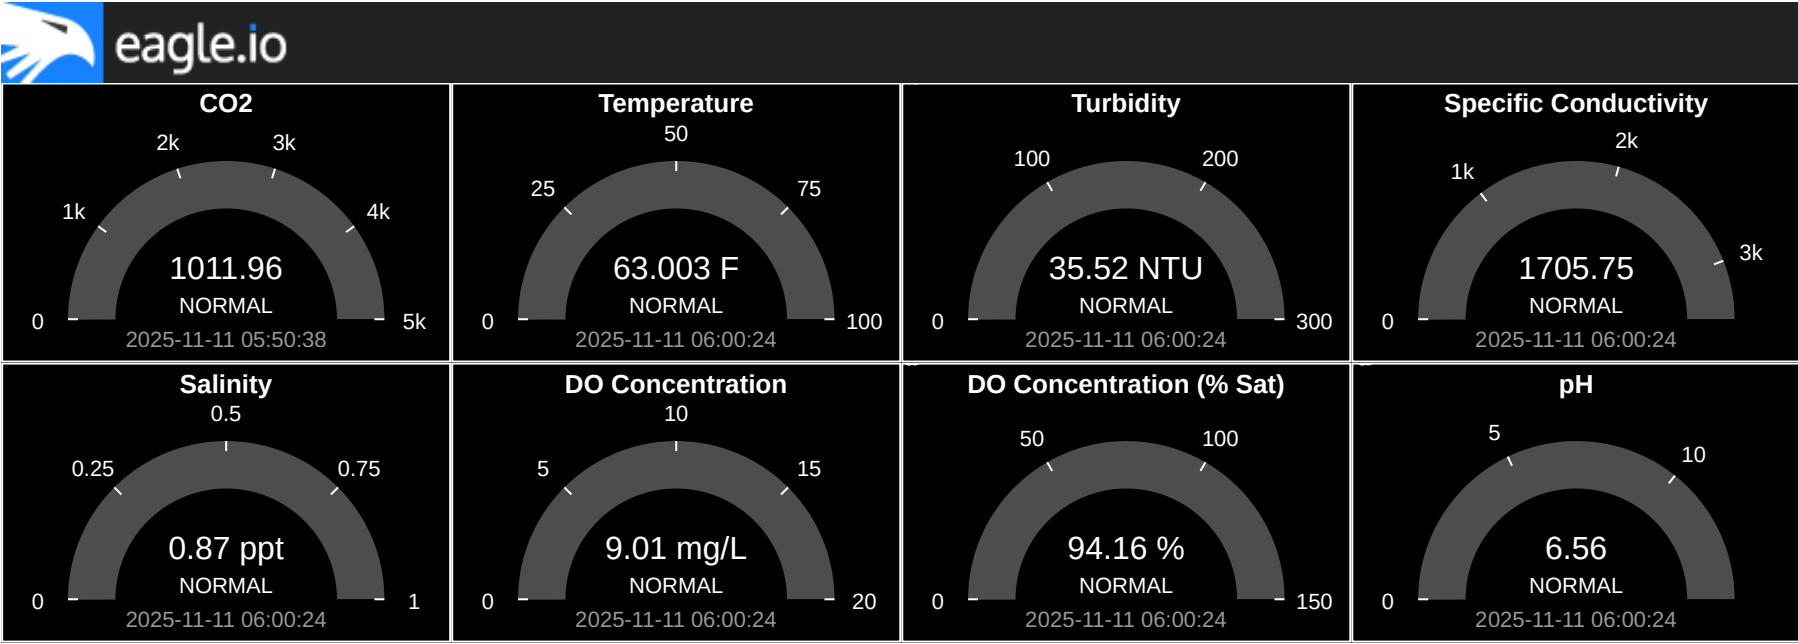 eagle.io
CO2
2k
3k
1k
4k
1011.96
NORMAL
0
5k
2025-11-11 05:50:38
Temperature
50
25
75
63.003 F
NORMAL
0
100
2025-11-11 06:00:24
Turbidity
100
200
35.52 NTU
NORMAL
0
300
2025-11-11 06:00:24
Specific Conductivity
2k
1k
3k
1705.75
NORMAL
0
2025-11-11 06:00:24
Salinity
0.5
0.25
0.75
0.87 ppt
NORMAL
0
1
2025-11-11 06:00:24
DO Concentration
10
5
15
9.01 mg/L
NORMAL
0
20
2025-11-11 06:00:24
DO Concentration (% Sat)
50
100
94.16 %
NORMAL
0
150
2025-11-11 06:00:24
pH
5
10
6.56
NORMAL
0
2025-11-11 06:00:24